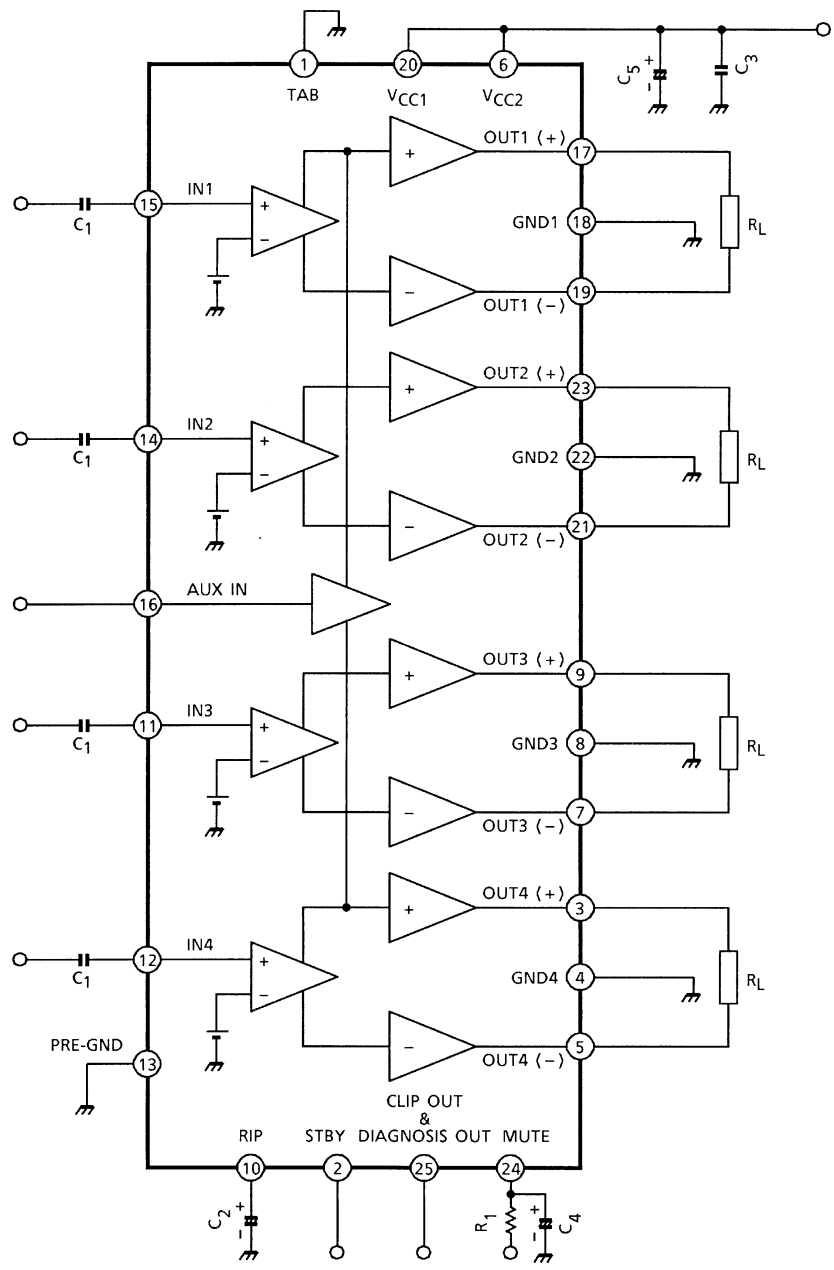 1
20
6
C5
+
-
C3
TAB
VCC1
VCC2
OUT1 (+)
17
+
IN1
15
C1
+
-
GND1
18
RL
-
19
OUT1 (-)
OUT2 (+)
23
+
IN2
14
C1
+
-
GND2
22
RL
-
21
OUT2 (-)
AUX IN
16
OUT3 (+)
9
+
IN3
11
C1
+
-
GND3
8
RL
-
7
OUT3 (-)
OUT4 (+)
3
+
IN4
12
C1
+
-
GND4
4
RL
-
5
OUT4 (-)
PRE-GND
13
CLIP OUT
&
RIP
STBY
DIAGNOSIS OUT
MUTE
10
2
25
24
C2
+
-
R1
+
-
C4